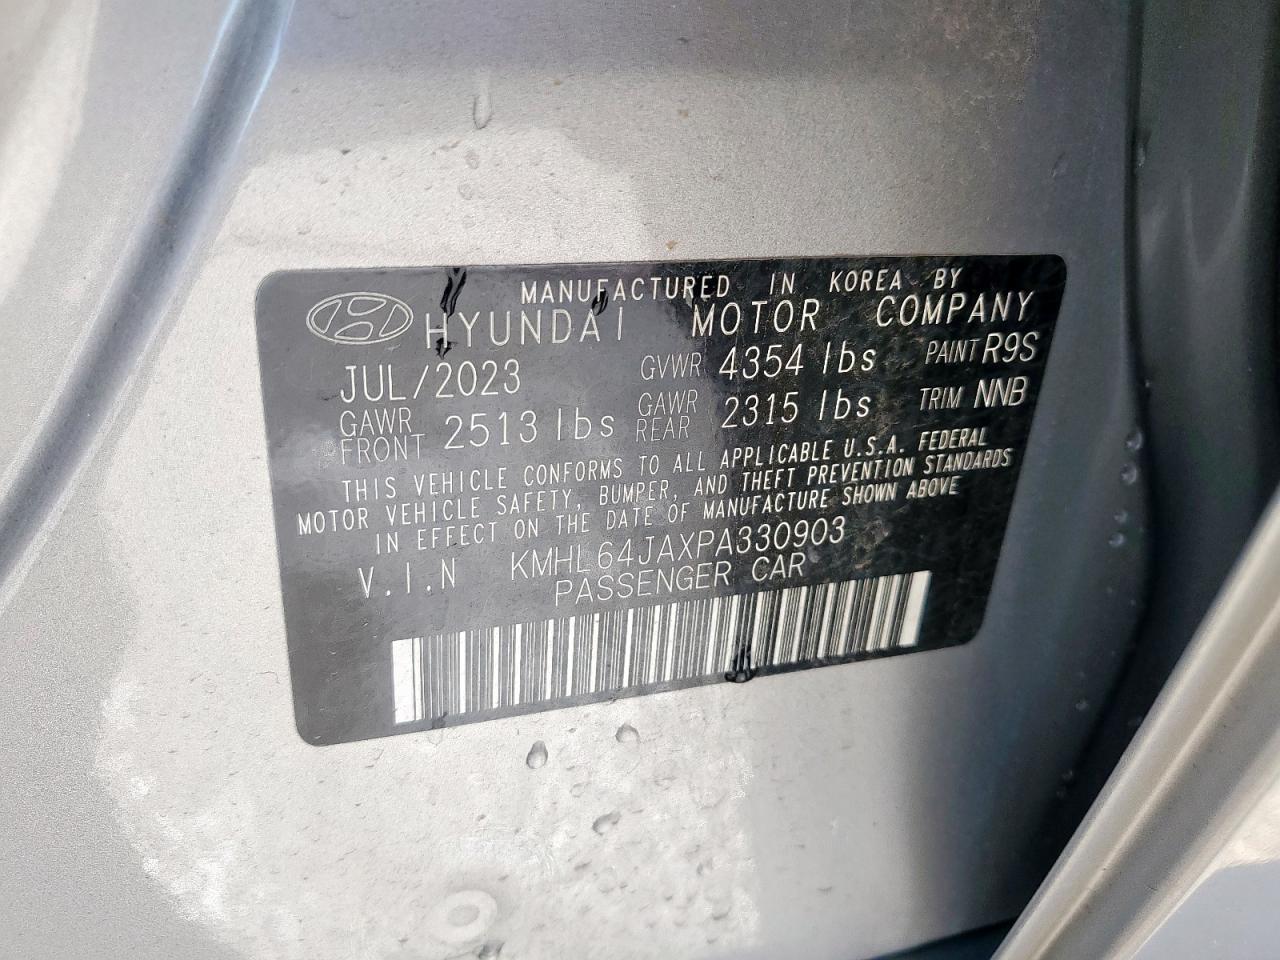 MANUFACTURED IN KOREA BY
HYUNDAI MOTOR COMPANY
JUL/2023 GVWR 4354 lbs PAINT R9S
GAWR FRONT 2513 lbs GAWR REAR 2315 lbs TRIM NNB
THIS VEHICLE CONFORMS TO ALL APPLICABLE U.S.A. FEDERAL
MOTOR VEHICLE SAFETY, BUMPER, AND THEFT PREVENTION STANDARDS
IN EFFECT ON THE DATE OF MANUFACTURE SHOWN ABOVE
V.I.N KMHL64JAXPA330903
PASSENGER CAR